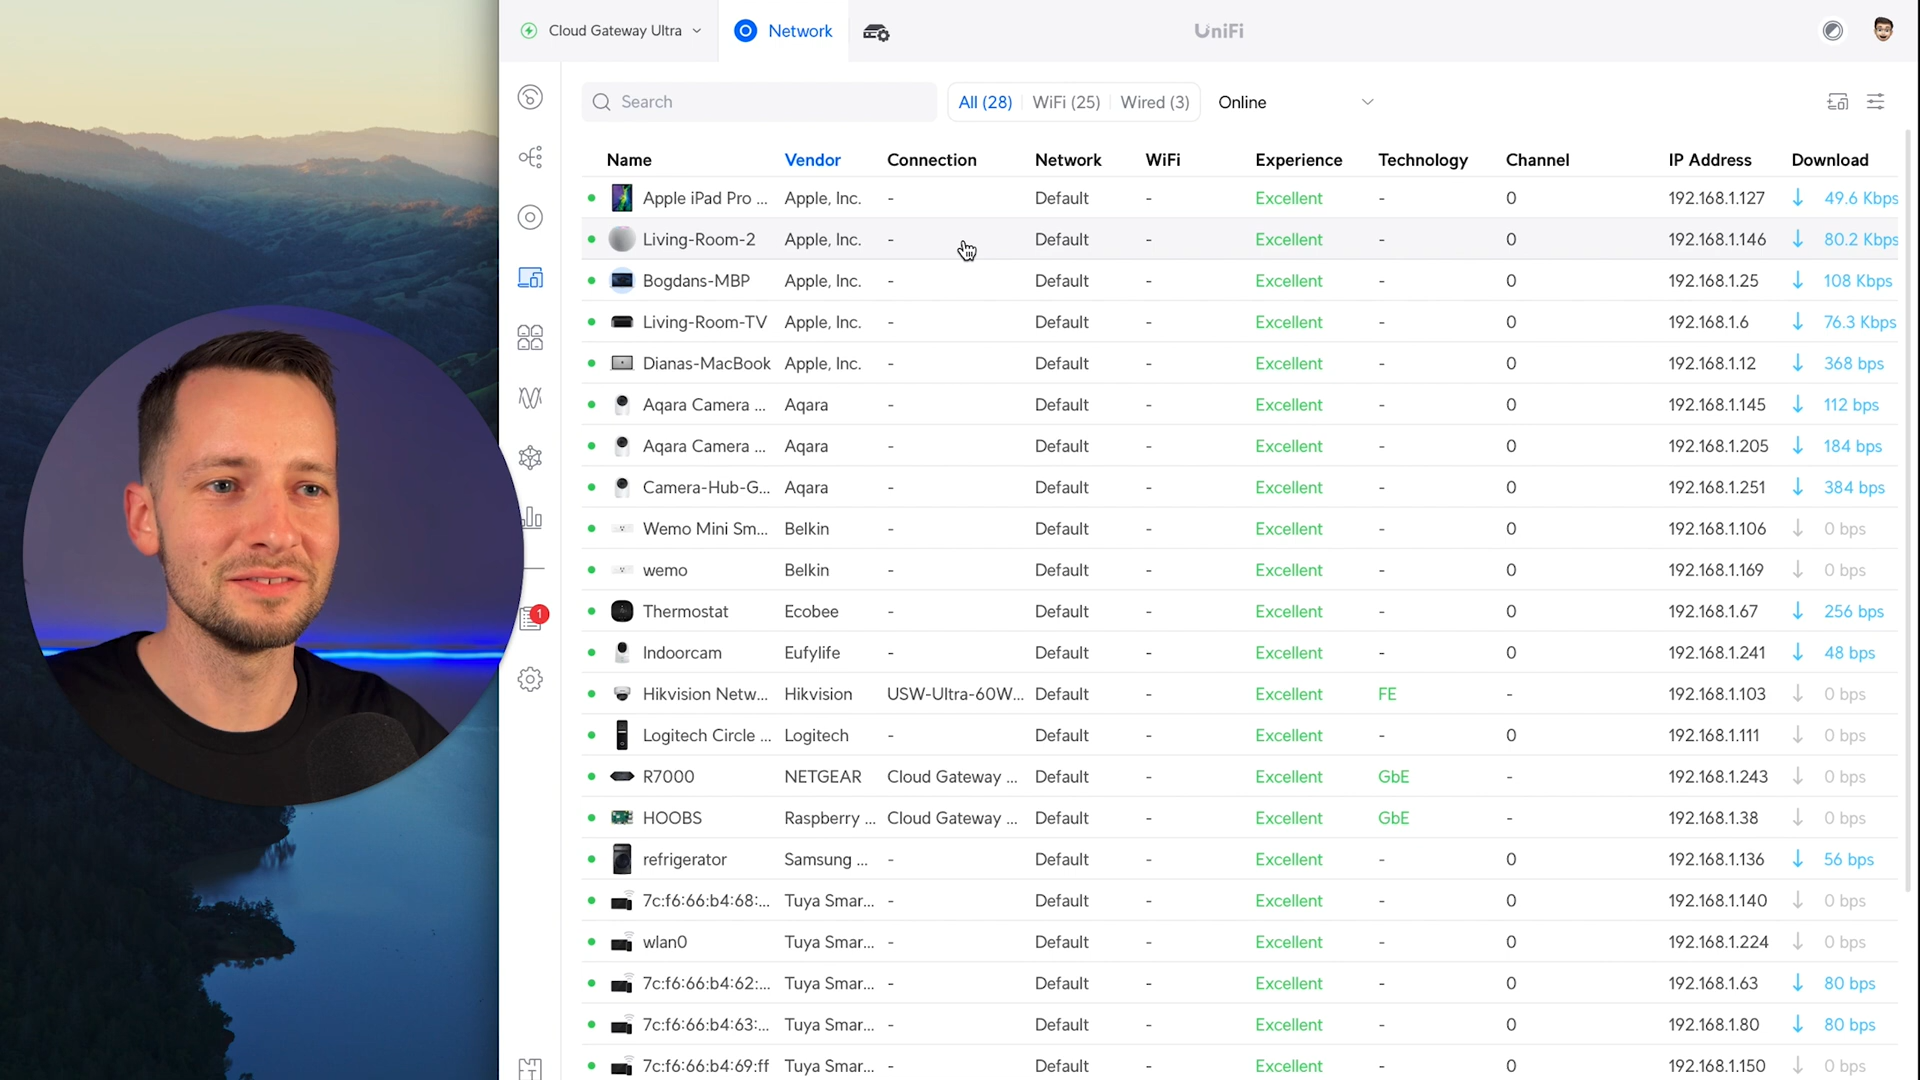 Cloud Gateway Ultra Network UniFi
Search All (28) WiFi (25) Wired (3) Online
Name Vendor Connection Network WiFi Experience Technology Channel IP Address Download
Apple iPad Pro ... Apple, Inc. - Default - Excellent - 0 192.168.1.127 49.6 Kbps
Living-Room-2 Apple, Inc. - Default - Excellent - 0 192.168.1.146 80.2 Kbps
Bogdans-MBP Apple, Inc. - Default - Excellent - 0 192.168.1.25 108 Kbps
Living-Room-TV Apple, Inc. - Default - Excellent - 0 192.168.1.6 76.3 Kbps
Dianas-MacBook Apple, Inc. - Default - Excellent - 0 192.168.1.12 368 bps
Aqara Camera ... Aqara - Default - Excellent - 0 192.168.1.145 112 bps
Aqara Camera ... Aqara - Default - Excellent - 0 192.168.1.205 184 bps
Camera-Hub-G... Aqara - Default - Excellent - 0 192.168.1.251 384 bps
Wemo Mini Sm... Belkin - Default - Excellent - 0 192.168.1.106 0 bps
wemo Belkin - Default - Excellent - 0 192.168.1.169 0 bps
Thermostat Ecobee - Default - Excellent - 0 192.168.1.67 256 bps
1
Indoorcam Eufylife - Default - Excellent - 0 192.168.1.241 48 bps
Hikvision Netw... Hikvision USW-Ultra-60W... Default - Excellent FE - 192.168.1.103 0 bps
Logitech Circle ... Logitech - Default - Excellent - 0 192.168.1.111 0 bps
R7000 NETGEAR Cloud Gateway ... Default - Excellent GbE - 192.168.1.243 0 bps
HOOBS Raspberry ... Cloud Gateway ... Default - Excellent GbE - 192.168.1.38 0 bps
refrigerator Samsung ... - Default - Excellent - 0 192.168.1.136 56 bps
7c:f6:66:b4:68:... Tuya Smar... - Default - Excellent - 0 192.168.1.140 0 bps
wlan0 Tuya Smar... - Default - Excellent - 0 192.168.1.224 0 bps
7c:f6:66:b4:62:... Tuya Smar... - Default - Excellent - 0 192.168.1.63 80 bps
7c:f6:66:b4:63:... Tuya Smar... - Default - Excellent - 0 192.168.1.80 80 bps
7c:f6:66:b4:69:ff Tuya Smar... - Default - Excellent - 0 192.168.1.150 0 bps